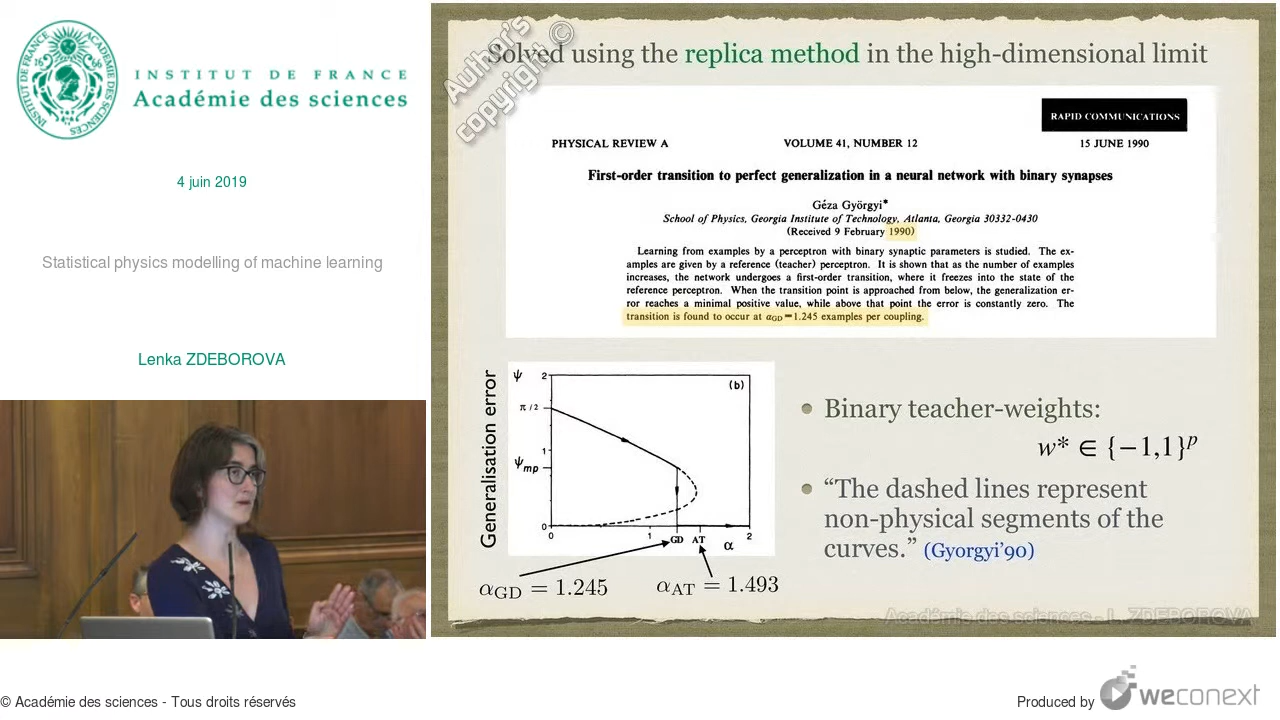 INSTITUT DE FRANCE
Académie des sciences
4 juin 2019
Statistical physics modelling of machine learning
Lenka ZDEBOROVA
Author's copyright ©
Solved using the replica method in the high-dimensional limit
RAPID COMMUNICATIONS
PHYSICAL REVIEW A VOLUME 41, NUMBER 12 15 JUNE 1990
First-order transition to perfect generalization in a neural network with binary synapses
Géza Györgyi*
School of Physics, Georgia Institute of Technology, Atlanta, Georgia 30332-0430
(Received 9 February 1990)
Learning from examples by a perceptron with binary synaptic parameters is studied. The ex-
amples are given by a reference (teacher) perceptron. It is shown that as the number of examples
increases, the network undergoes a first-order transition, where it freezes into the state of the
reference perceptron. When the transition point is approached from below, the generalization er-
ror reaches a minimal positive value, while above that point the error is constantly zero. The
transition is found to occur at αGD=1.245 examples per coupling.
Generalisation error
ψ 2 (b)
π/2
1
ψmp
0
0 1 GD AT α 2
αGD = 1.245 αAT = 1.493
Binary teacher-weights:
w* ∈ {−1,1}ᵖ
“The dashed lines represent
non-physical segments of the
curves.” (Gyorgyi’90)
Académie des sciences - L. ZDEBOROVA
© Académie des sciences - Tous droits réservés
Produced by weconext